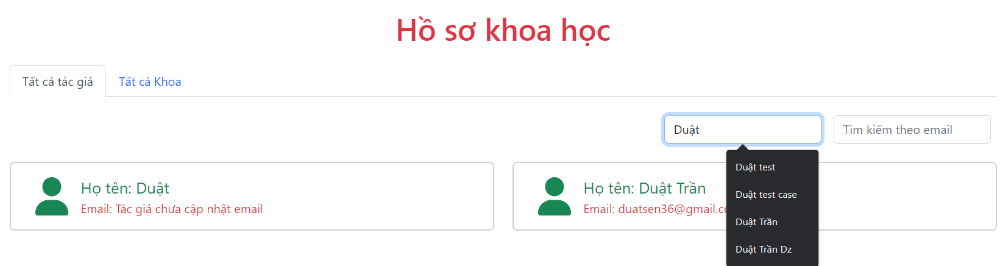 Hồ sơ khoa học
Tất cả tác giả
Tất cả Khoa
Duật
Tìm kiếm theo email
Duật test
Duật test case
Duật Trần
Duật Trần Dz
Họ tên: Duật
Email: Tác giả chưa cập nhật email
Họ tên: Duật Trần
Email: duatsen36@gmail.co